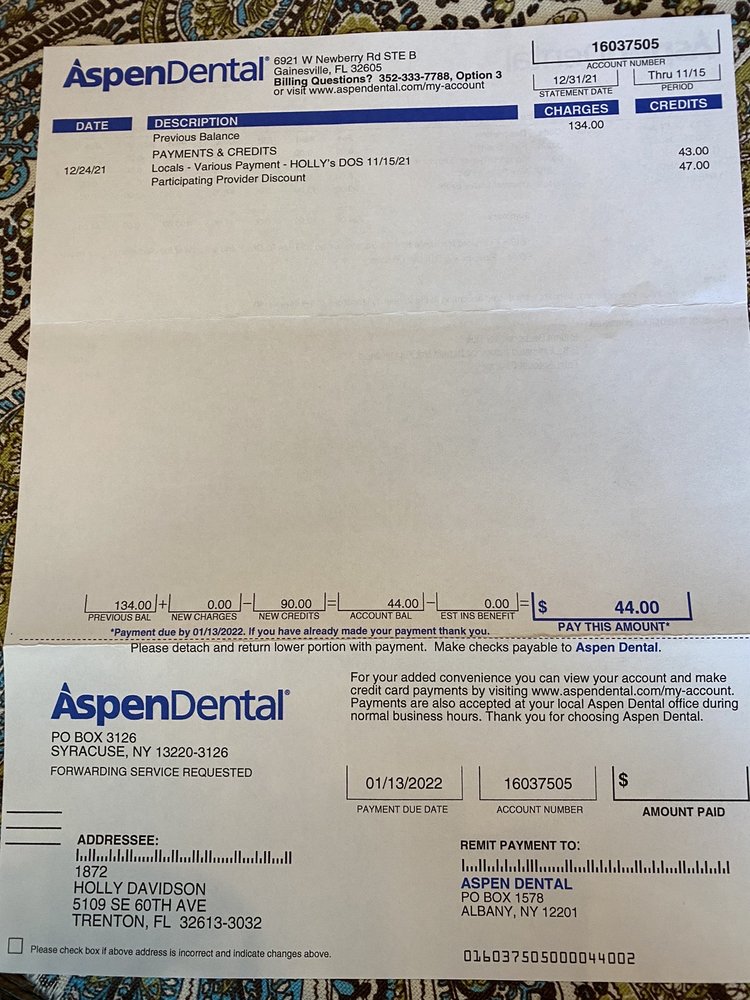 AspenDental®
6921 W Newberry Rd STE B
Gainesville, FL 32605
Billing Questions? 352-333-7788, Option 3
or visit www.aspendental.com/my-account
16037505
ACCOUNT NUMBER
12/31/21 Thru 11/15
STATEMENT DATE PERIOD
DATE DESCRIPTION CHARGES CREDITS
Previous Balance 134.00
PAYMENTS & CREDITS
12/24/21 Locals - Various Payment - HOLLY's DOS 11/15/21 43.00
Participating Provider Discount 47.00
134.00 + 0.00 − 90.00 = 44.00 − 0.00 = $ 44.00
PREVIOUS BAL NEW CHARGES NEW CREDITS ACCOUNT BAL EST INS BENEFIT PAY THIS AMOUNT*
*Payment due by 01/13/2022. If you have already made your payment thank you.
Please detach and return lower portion with payment. Make checks payable to Aspen Dental.
AspenDental®
PO BOX 3126
SYRACUSE, NY 13220-3126
FORWARDING SERVICE REQUESTED
For your added convenience you can view your account and make
credit card payments by visiting www.aspendental.com/my-account.
Payments are also accepted at your local Aspen Dental office during
normal business hours. Thank you for choosing Aspen Dental.
01/13/2022 16037505 $
PAYMENT DUE DATE ACCOUNT NUMBER AMOUNT PAID
ADDRESSEE:
1872
HOLLY DAVIDSON
5109 SE 60TH AVE
TRENTON, FL 32613-3032
REMIT PAYMENT TO:
ASPEN DENTAL
PO BOX 1578
ALBANY, NY 12201
Please check box if above address is incorrect and indicate changes above.
016037505000044002